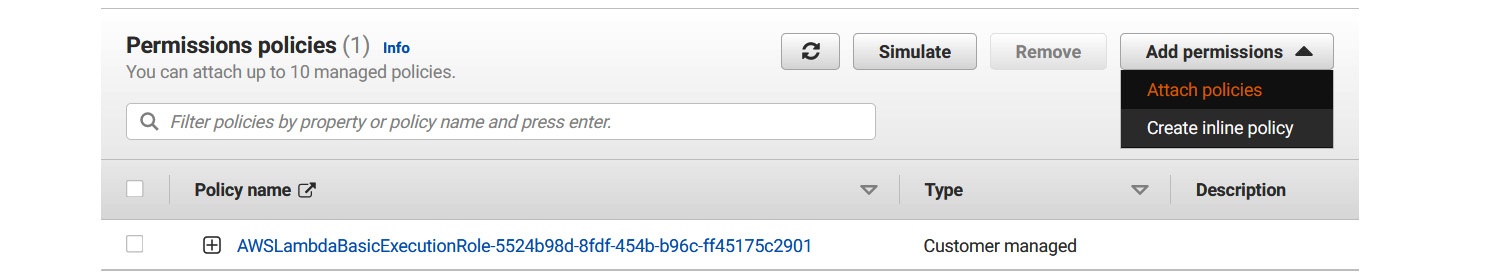 Permissions policies (1) Info
Simulate Remove Add permissions
You can attach up to 10 managed policies.
Attach policies
Filter policies by property or policy name and press enter.
Create inline policy
Policy name Type Description
AWSLambdaBasicExecutionRole-5524b98d-8fdf-454b-b96c-ff45175c2901 Customer managed